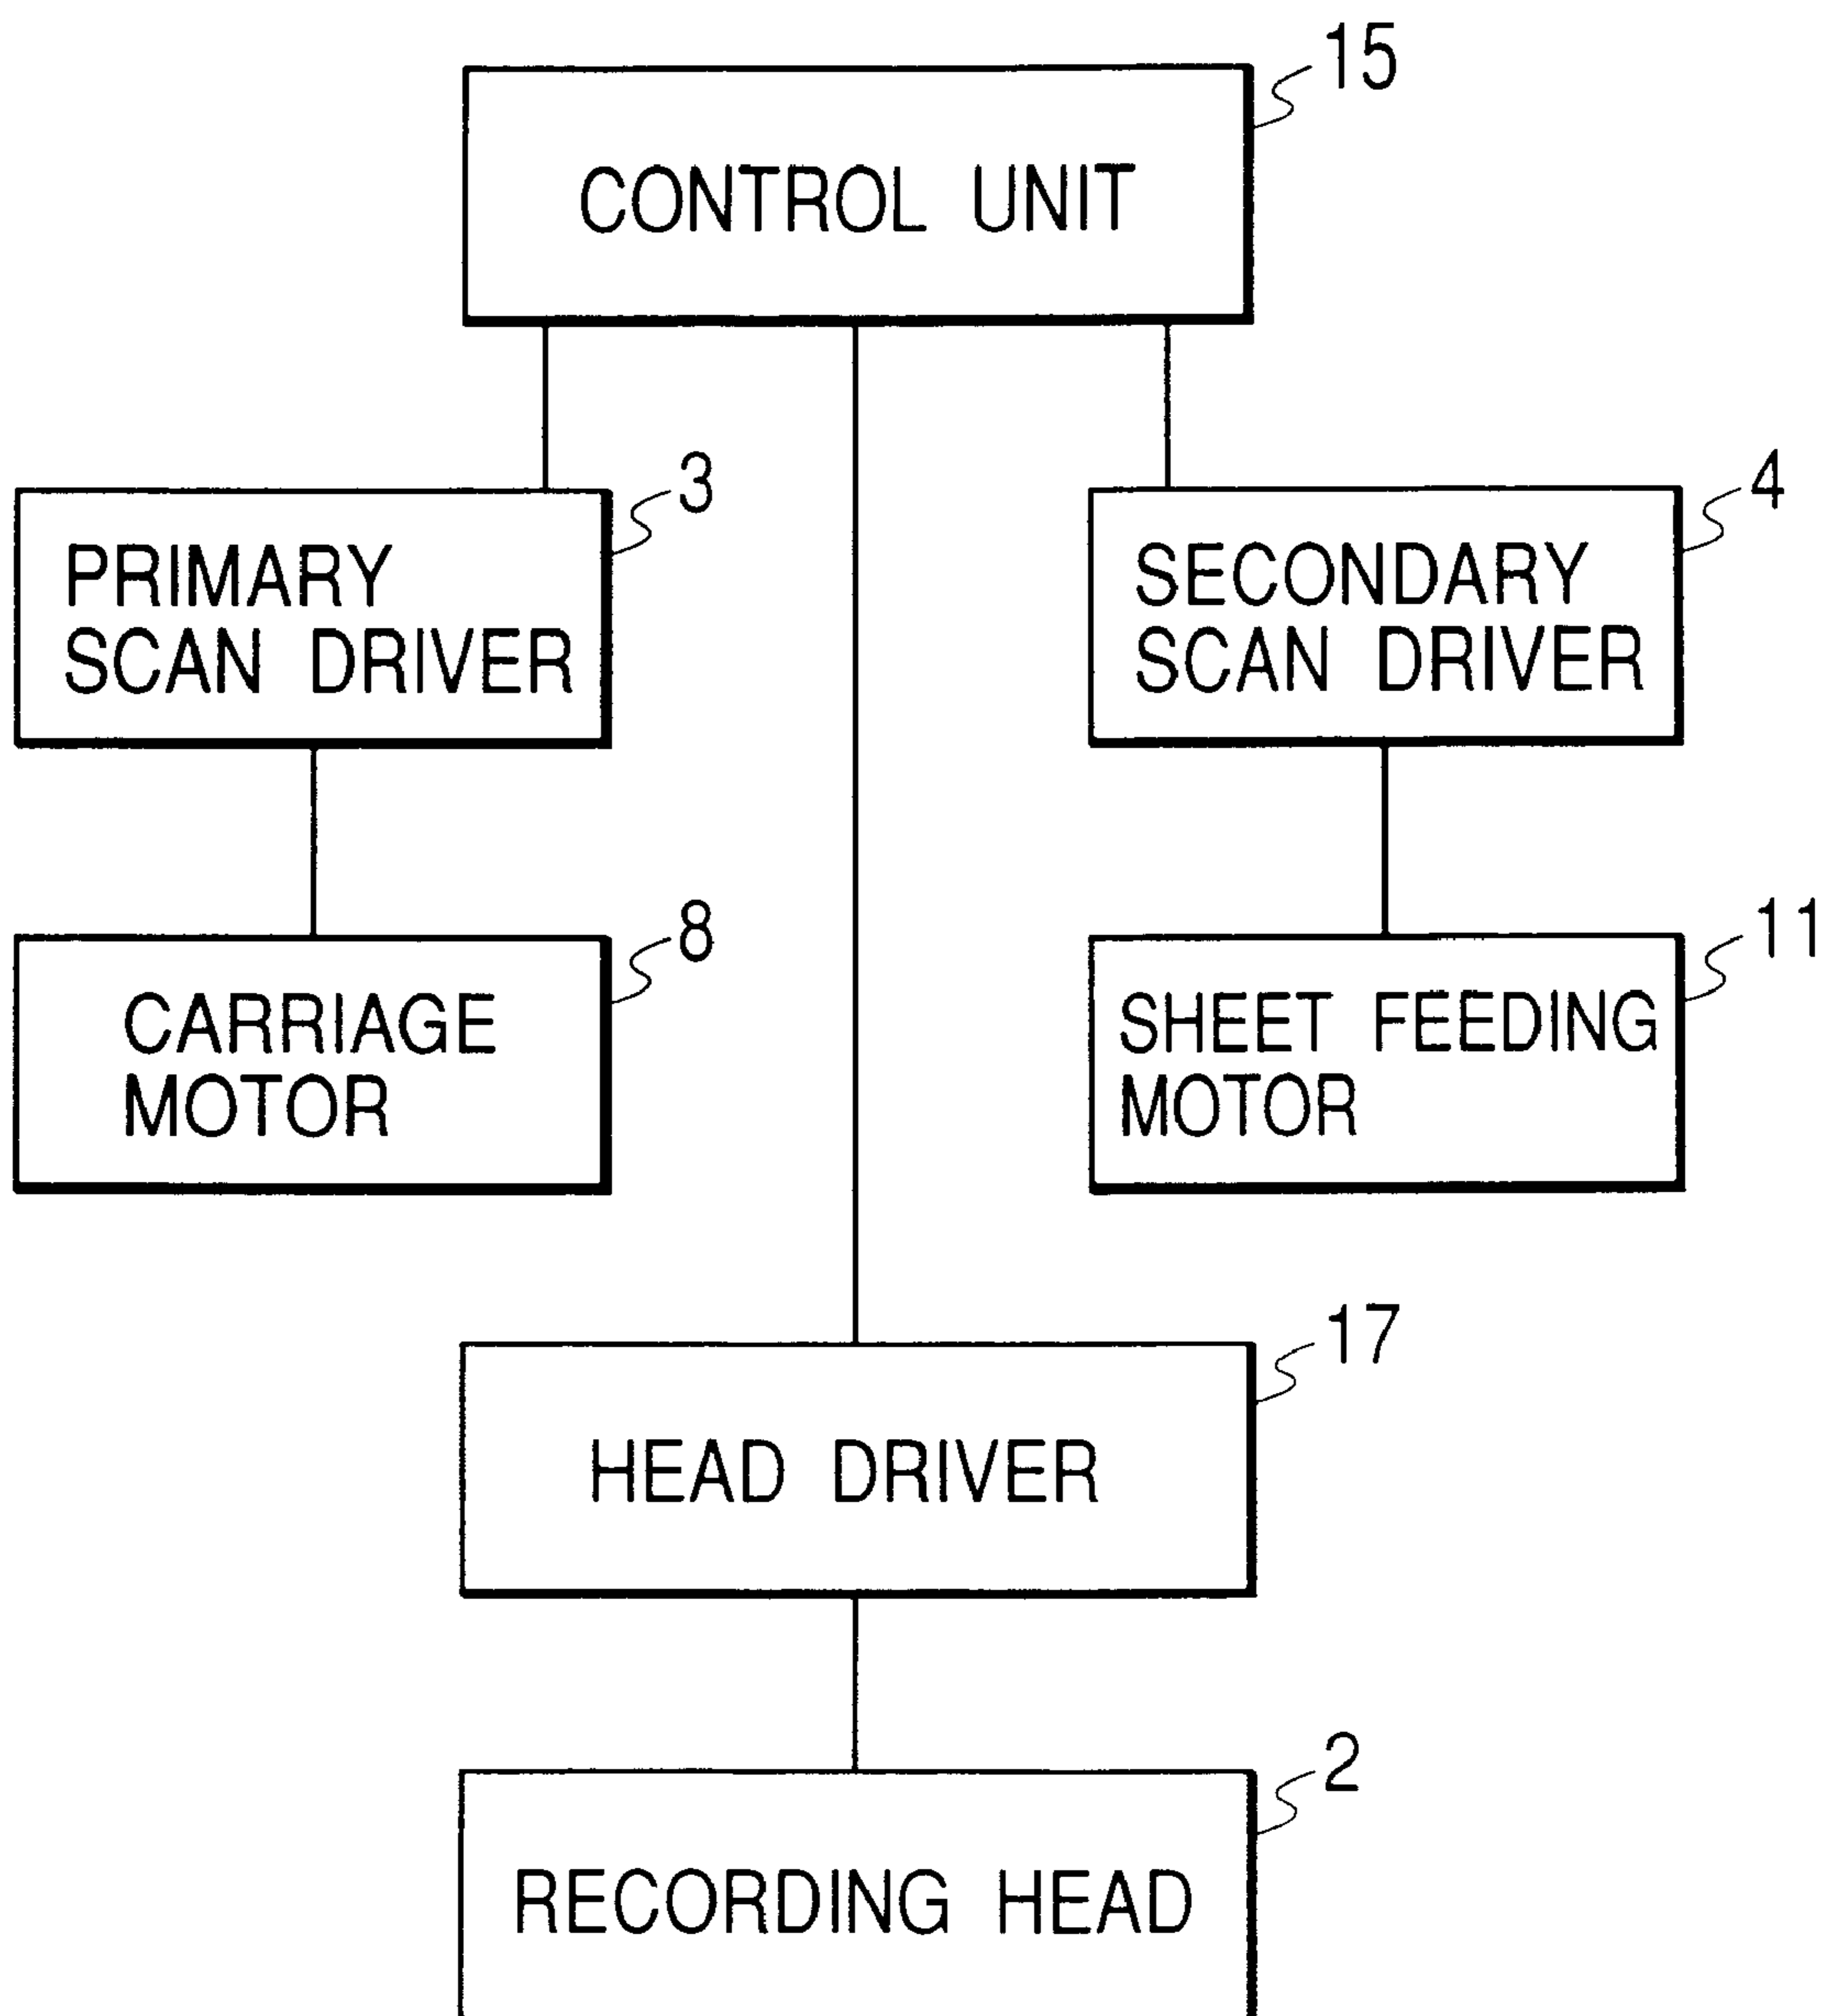 15
CONTROL UNIT
3
PRIMARY
SCAN DRIVER
4
SECONDARY
SCAN DRIVER
8
CARRIAGE
MOTOR
11
SHEET FEEDING
MOTOR
17
HEAD DRIVER
2
RECORDING HEAD